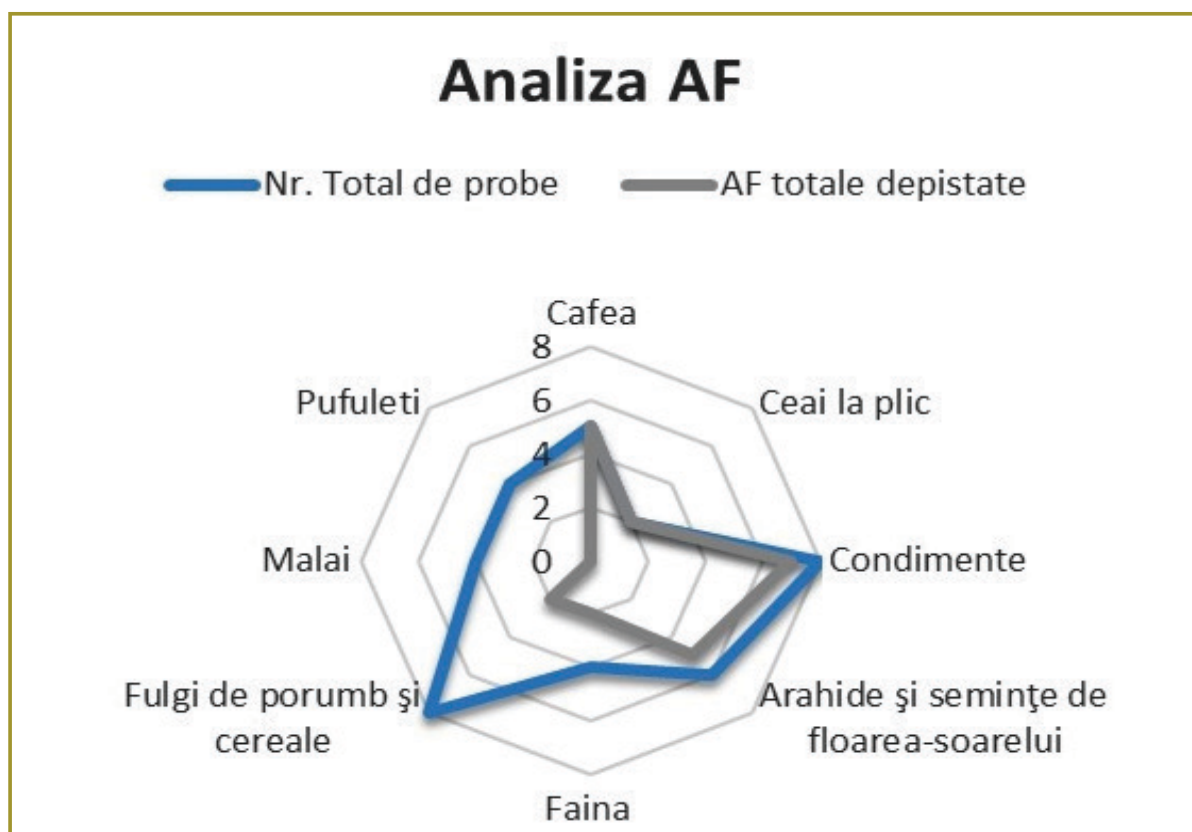 Analiza AF
Nr. Total de probe
AF totale depistate
Cafea
8
Pufuleti
Ceai la plic
6
4
2
Malai
0
Condimente
Fulgi de porumb şi
cereale
Arahide şi seminţe de
floarea-soarelui
Faina